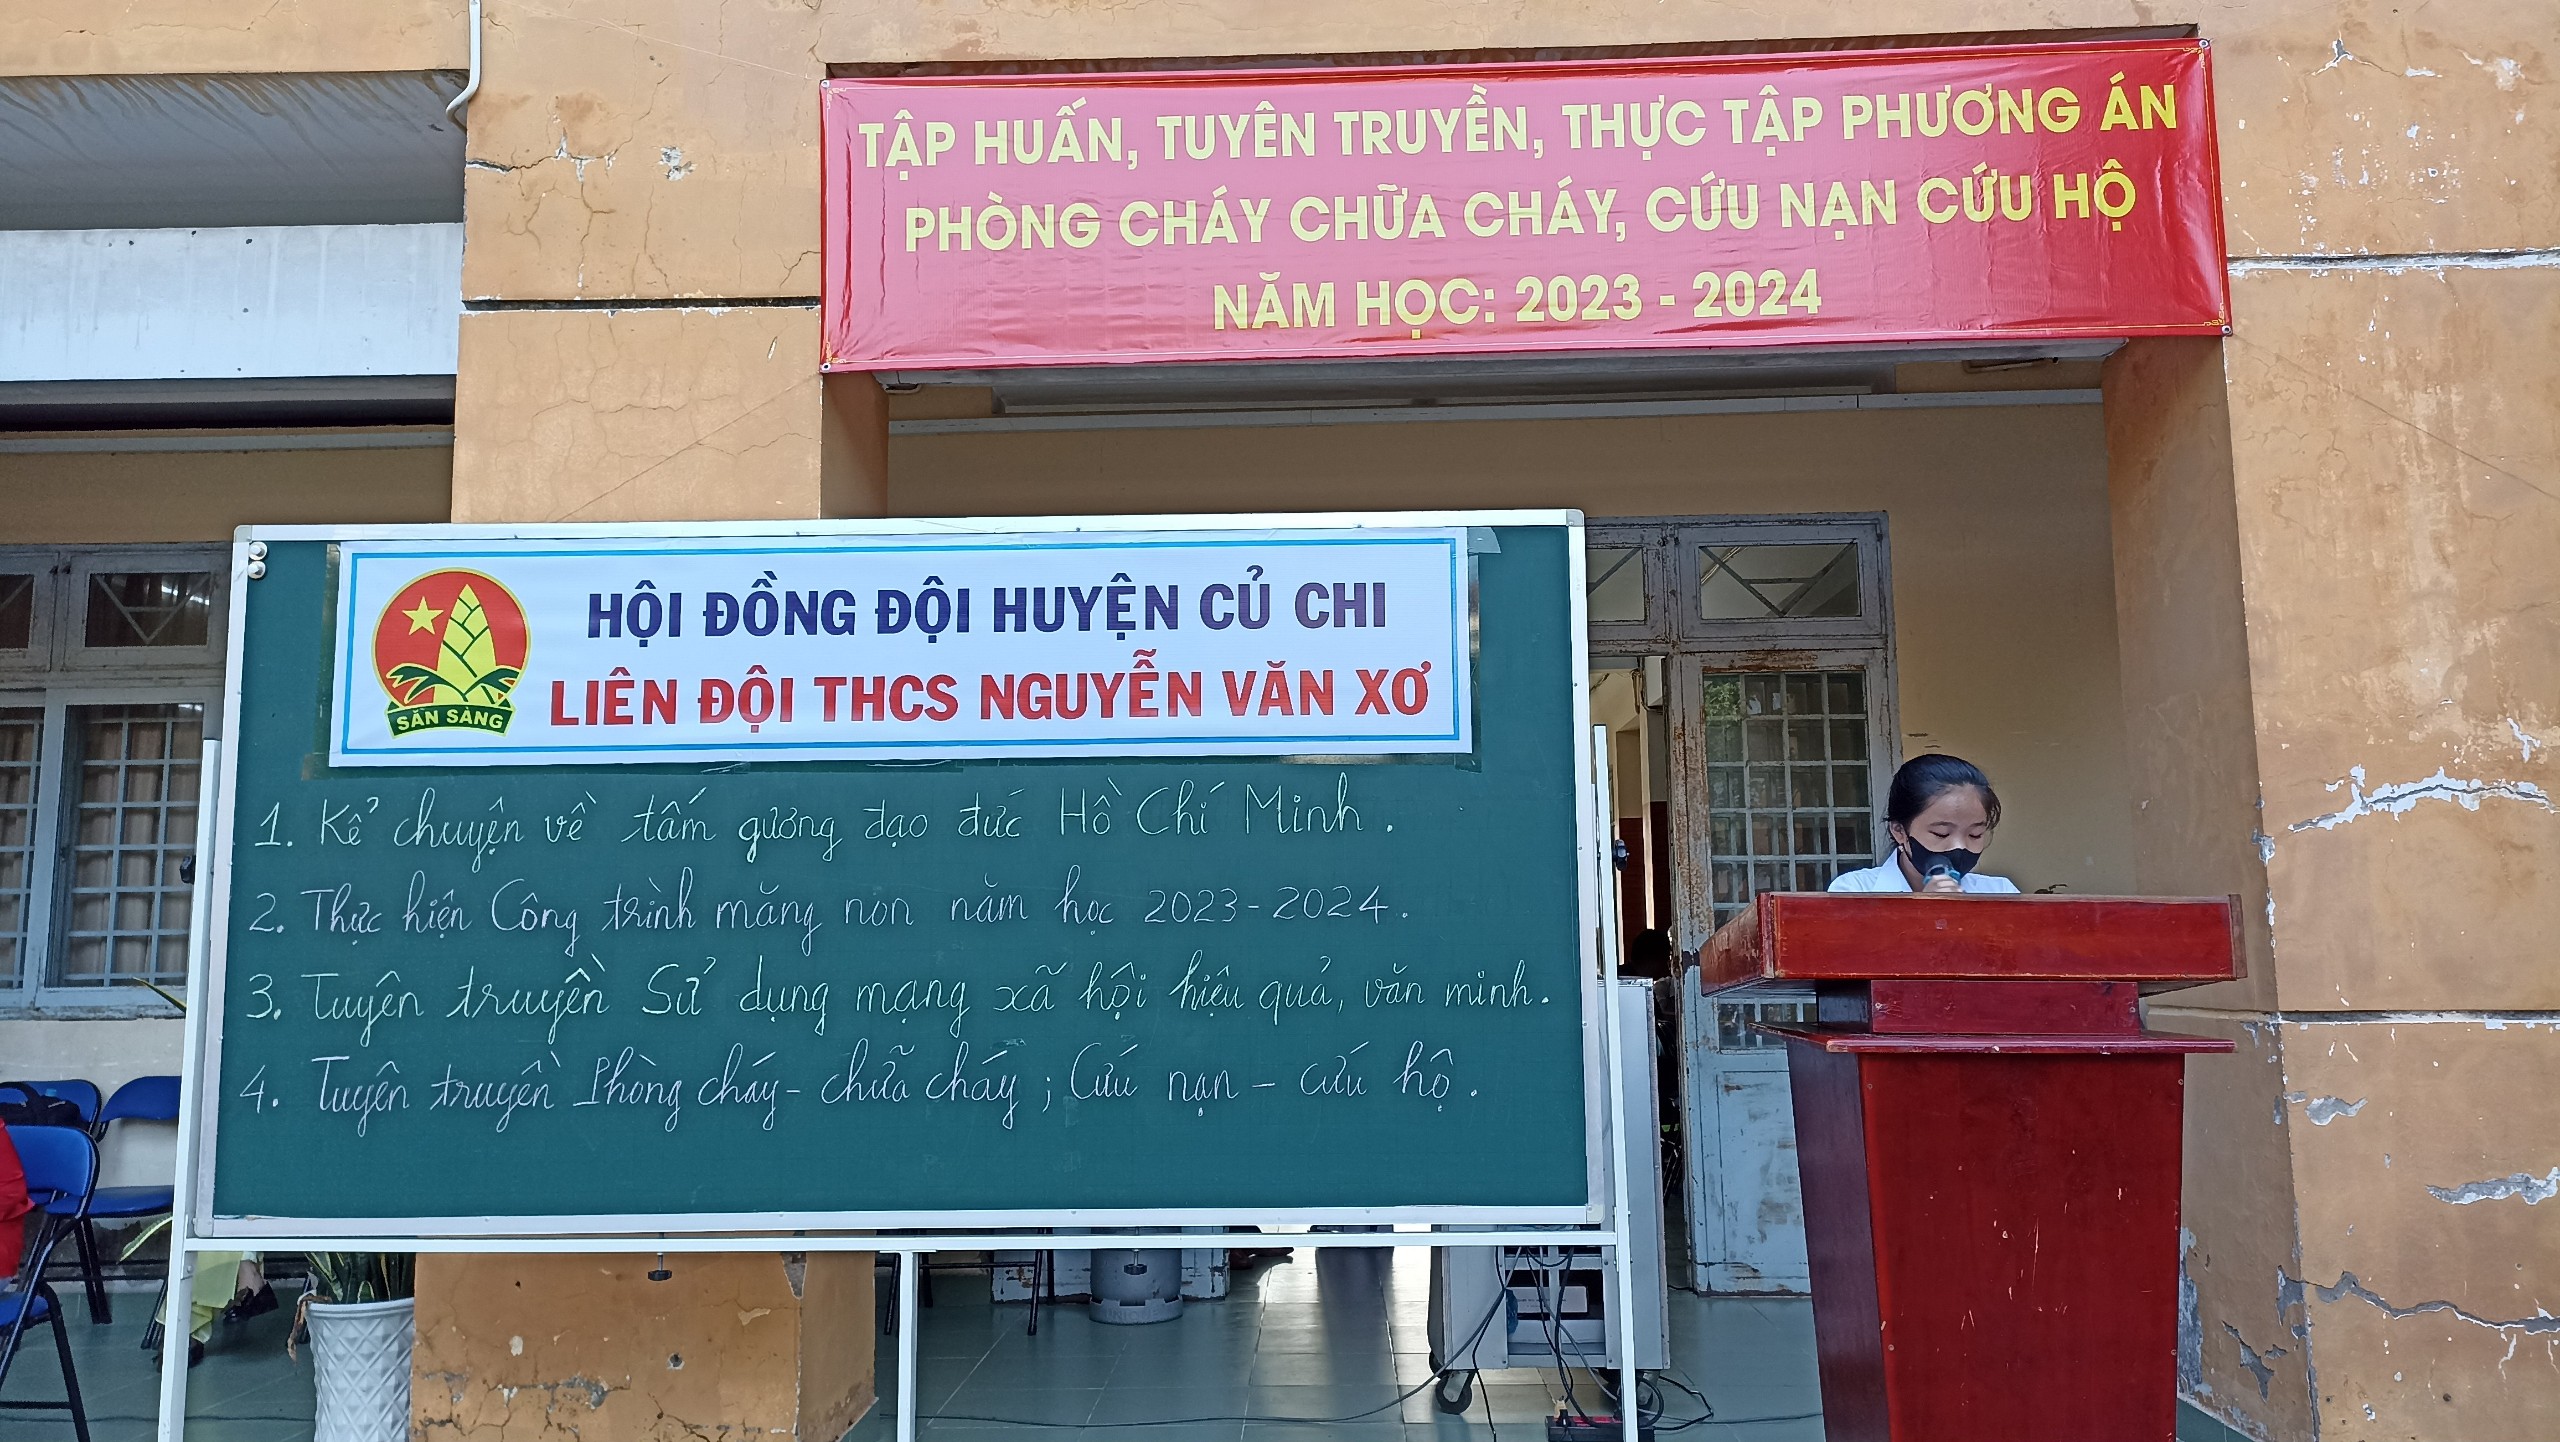 TẬP HUẤN, TUYÊN TRUYỀN, THỰC TẬP PHƯƠNG ÁN
PHÒNG CHÁY CHỮA CHÁY, CỨU NẠN CỨU HỘ
NĂM HỌC: 2023 - 2024
HỘI ĐỒNG ĐỘI HUYỆN CỦ CHI
LIÊN ĐỘI THCS NGUYỄN VĂN XƠ
SẴN SÀNG
1. Kể chuyện về tấm gương đạo đức Hồ Chí Minh.
2. Thực hiện Công trình măng non năm học 2023-2024.
3. Tuyên truyền Sử dụng mạng xã hội hiệu quả, văn minh.
4. Tuyên truyền Phòng cháy - chữa cháy; Cứu nạn - cứu hộ.